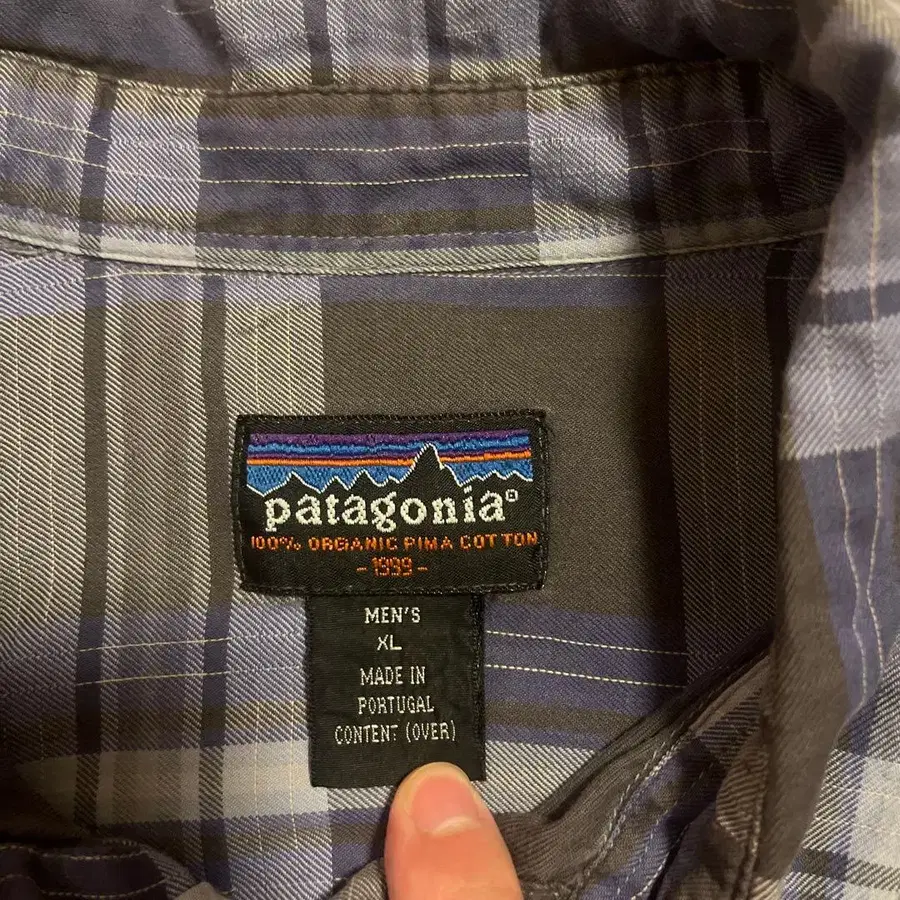 patagonia®
100% ORGANIC PIMA COTTON
- 1999 -
MEN'S
XL
MADE IN
PORTUGAL
CONTENT (OVER)